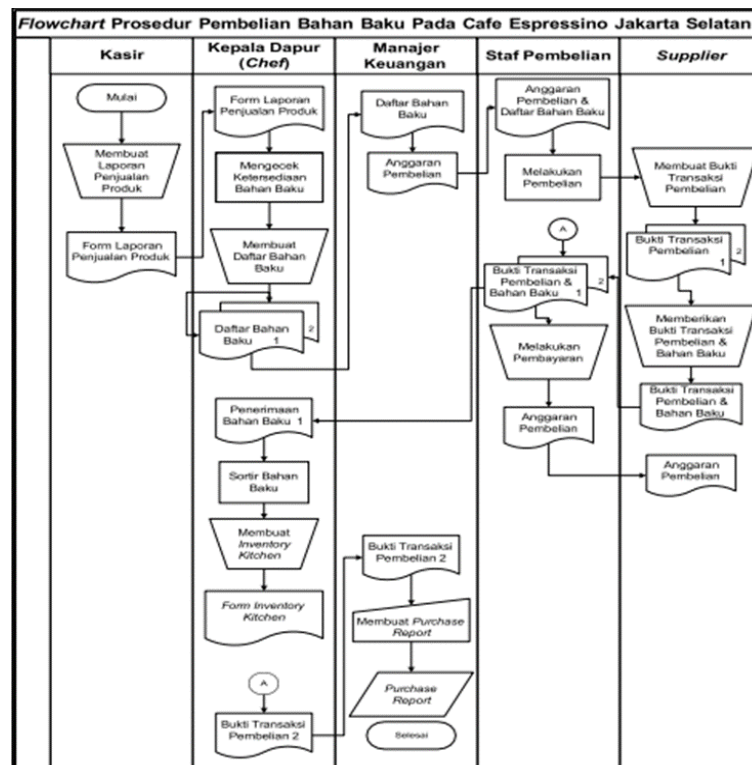 Flowchart Prosedur Pembelian Bahan Baku Pada Cafe Espressino Jakarta Selatan
Kasir
Kepala Dapur
(Chef)
Manajer
Keuangan
Staf Pembelian
Supplier
Mulai
Membuat
Laporan
Penjualan
Produk
Form Laporan
Penjualan Produk
Form Laporan
Penjualan Produk
Mengecek
Ketersediaan
Bahan Baku
Membuat
Daftar Bahan
Baku
Daftar Bahan
Baku 1
2
Penerimaan
Bahan Baku 1
Sortir Bahan
Baku
Membuat
Inventory
Kitchen
Form Inventory
Kitchen
A
Bukti Transaksi
Pembelian 2
Daftar Bahan
Baku
Anggaran
Pembelian
Bukti Transaksi
Pembelian 2
Membuat Purchase
Report
Purchase
Report
Selesai
Anggaran
Pembelian &
Daftar Bahan Baku
Melakukan
Pembelian
A
Bukti Transaksi
Pembelian &
Bahan Baku 1
2
Melakukan
Pembayaran
Anggaran
Pembelian
Membuat Bukti
Transaksi
Pembelian
Bukti Transaksi
Pembelian
1
2
Memberikan
Bukti Transaksi
Pembelian &
Bahan Baku
Bukti Transaksi
Pembelian &
Bahan Baku
Anggaran
Pembelian